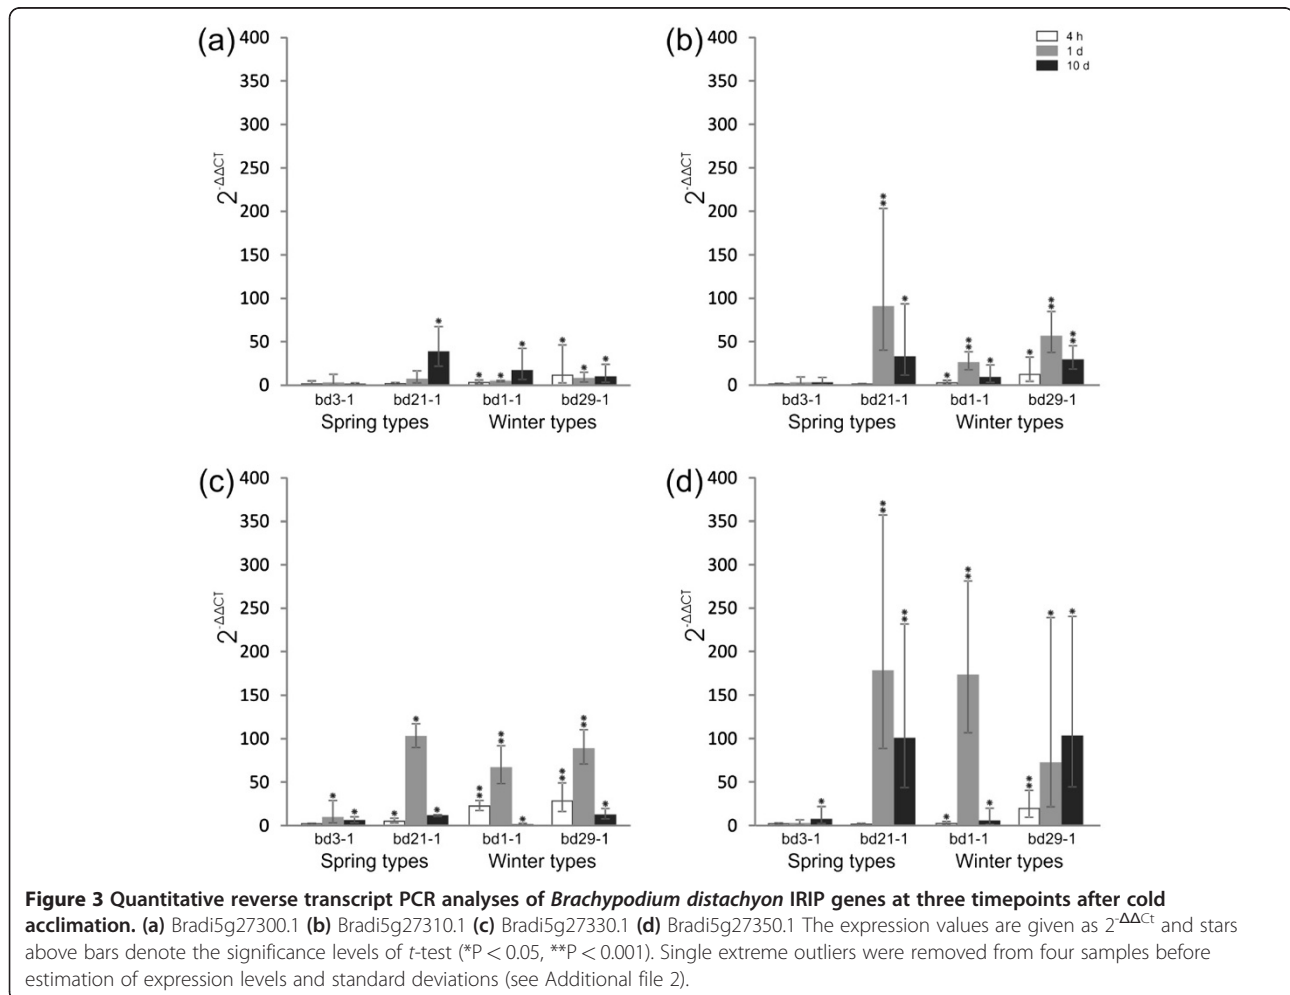 (a)
400
350
300
250
200
150
100
50
0
2^-ΔΔCT
bd3-1 bd21-1 bd1-1 bd29-1
Spring types Winter types
(b)
400
350
300
250
200
150
100
50
0
2^-ΔΔCT
4 h
1 d
10 d
bd3-1 bd21-1 bd1-1 bd29-1
Spring types Winter types
(c)
400
350
300
250
200
150
100
50
0
2^-ΔΔCT
bd3-1 bd21-1 bd1-1 bd29-1
Spring types Winter types
(d)
400
350
300
250
200
150
100
50
0
2^-ΔΔCT
bd3-1 bd21-1 bd1-1 bd29-1
Spring types Winter types
Figure 3 Quantitative reverse transcript PCR analyses of Brachypodium distachyon IRIP genes at three timepoints after cold
acclimation. (a) Bradi5g27300.1 (b) Bradi5g27310.1 (c) Bradi5g27330.1 (d) Bradi5g27350.1 The expression values are given as 2^-ΔΔCt and stars
above bars denote the significance levels of t-test (*P < 0.05, **P < 0.001). Single extreme outliers were removed from four samples before
estimation of expression levels and standard deviations (see Additional file 2).